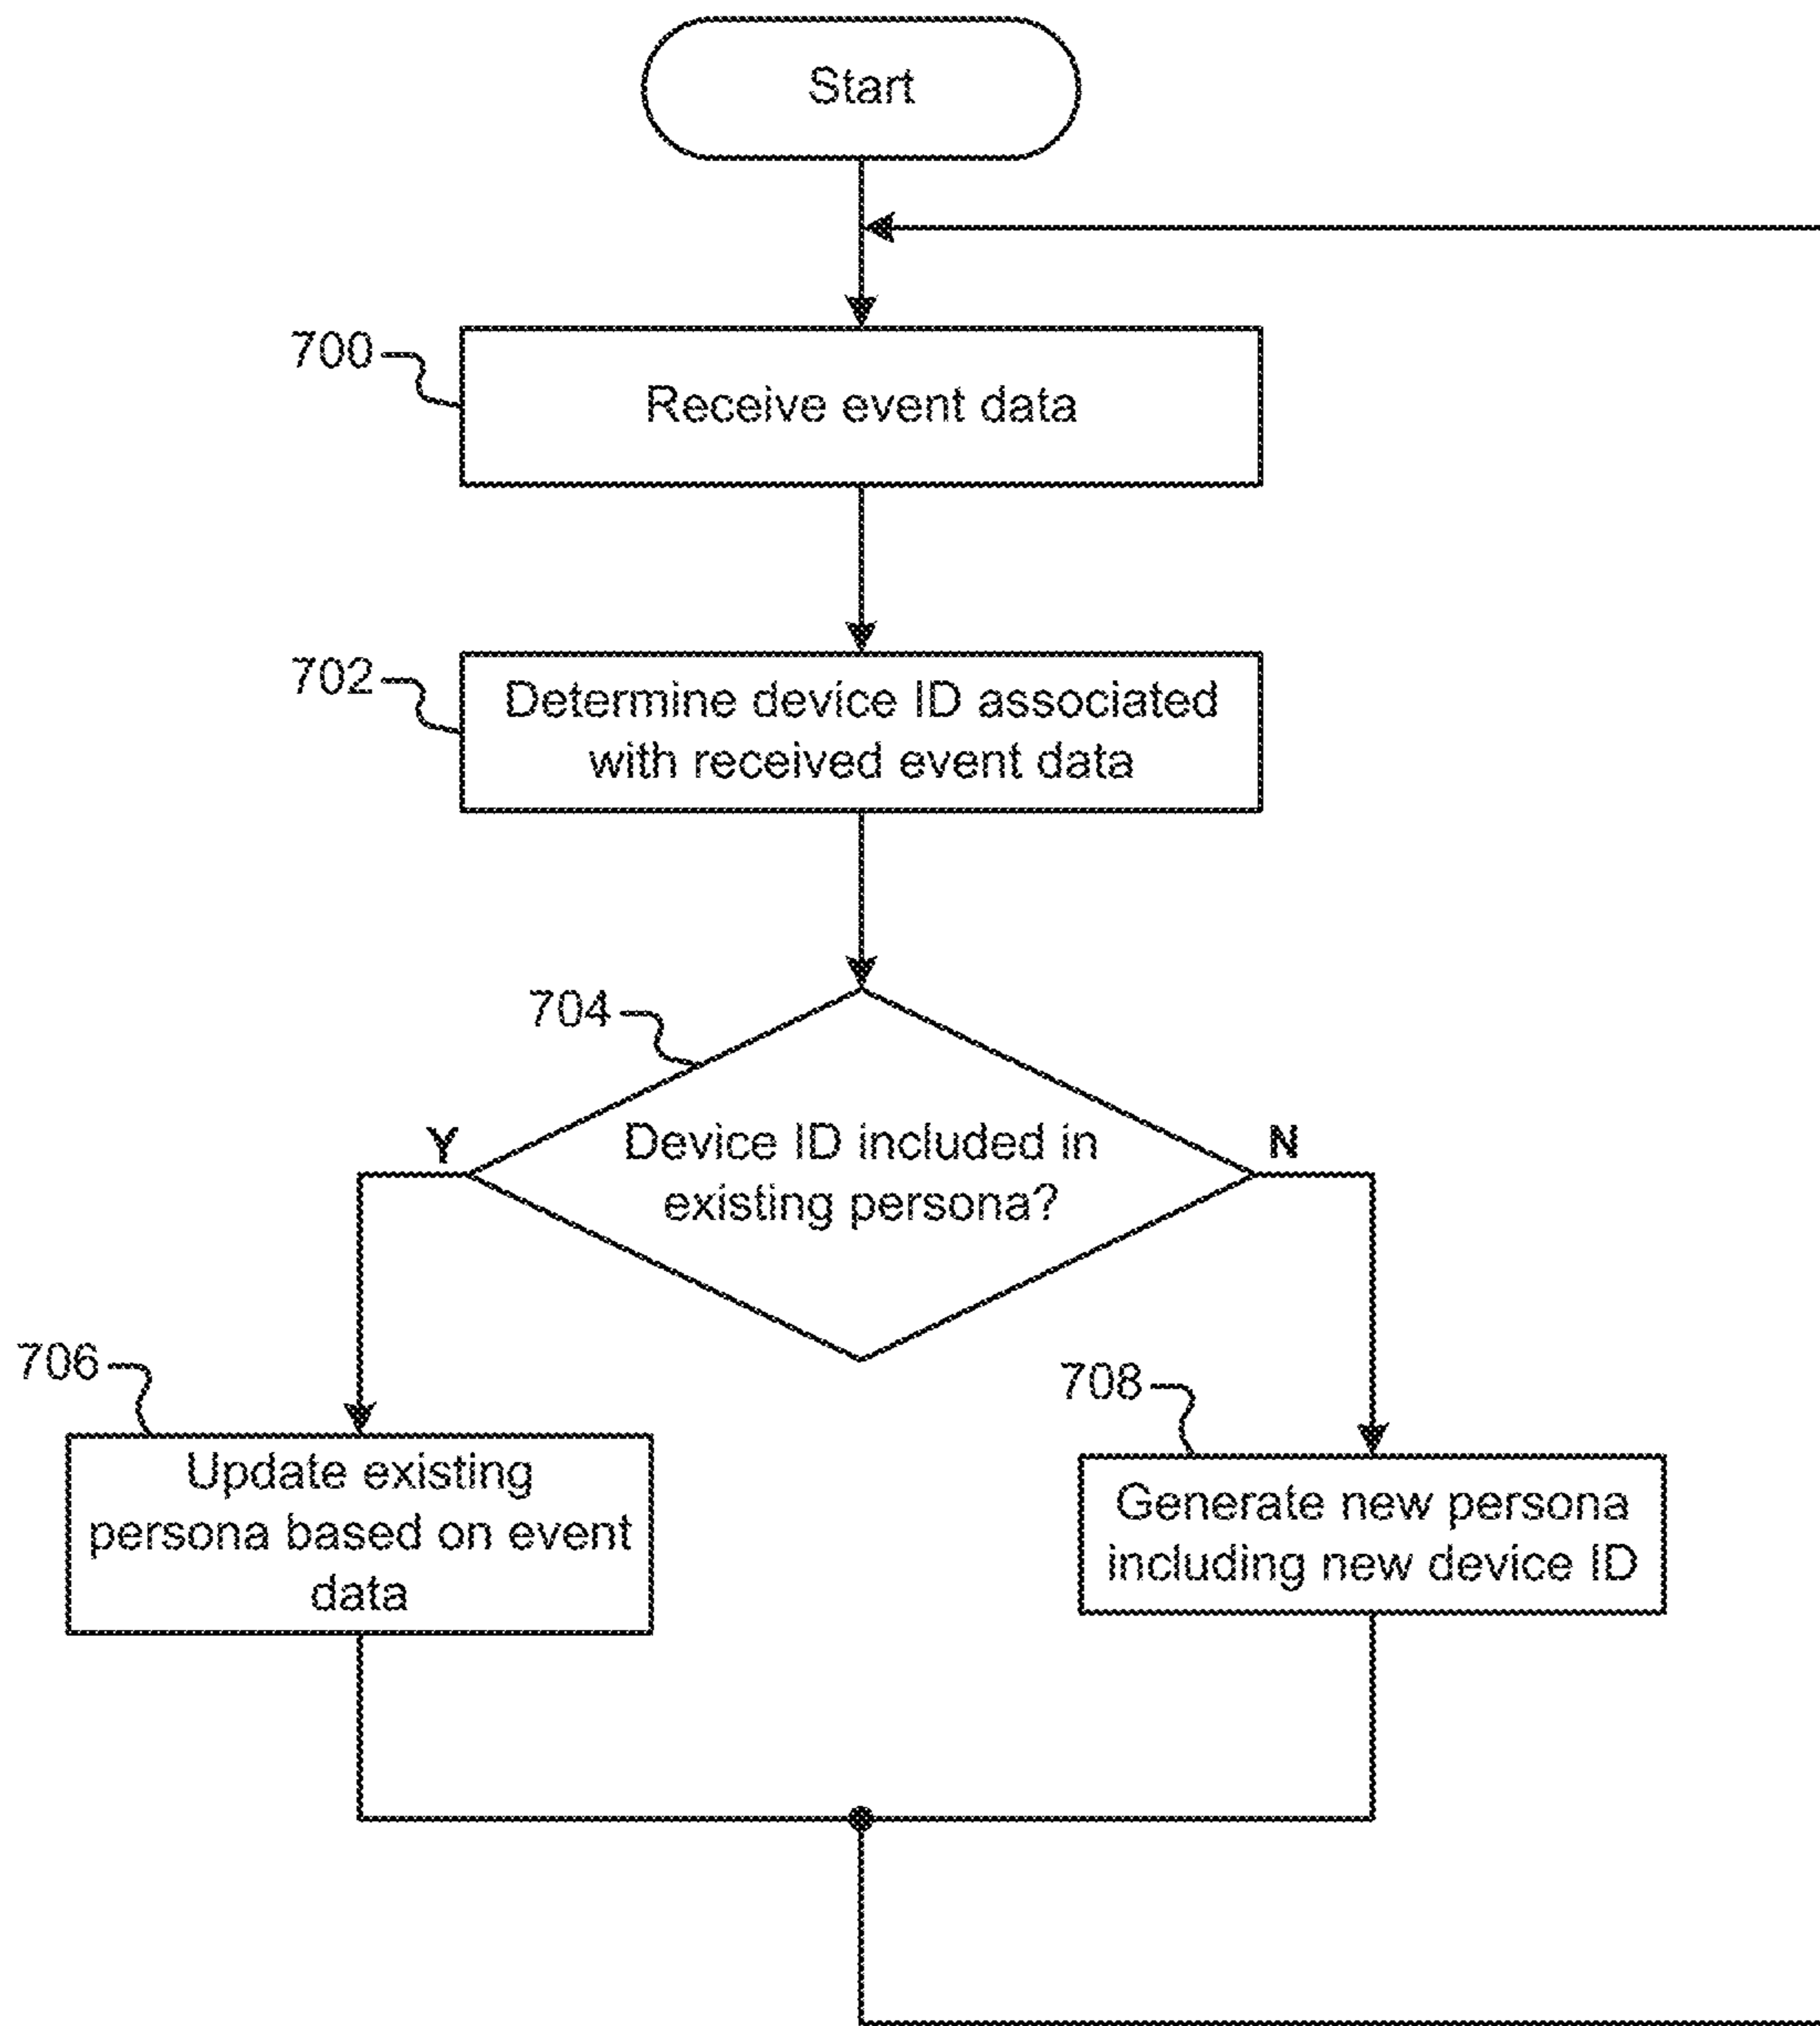 Start
700
Receive event data
702
Determine device ID associated
with received event data
704
Y
Device ID included in
existing persona?
N
706
Update existing
persona based on event
data
708
Generate new persona
including new device ID